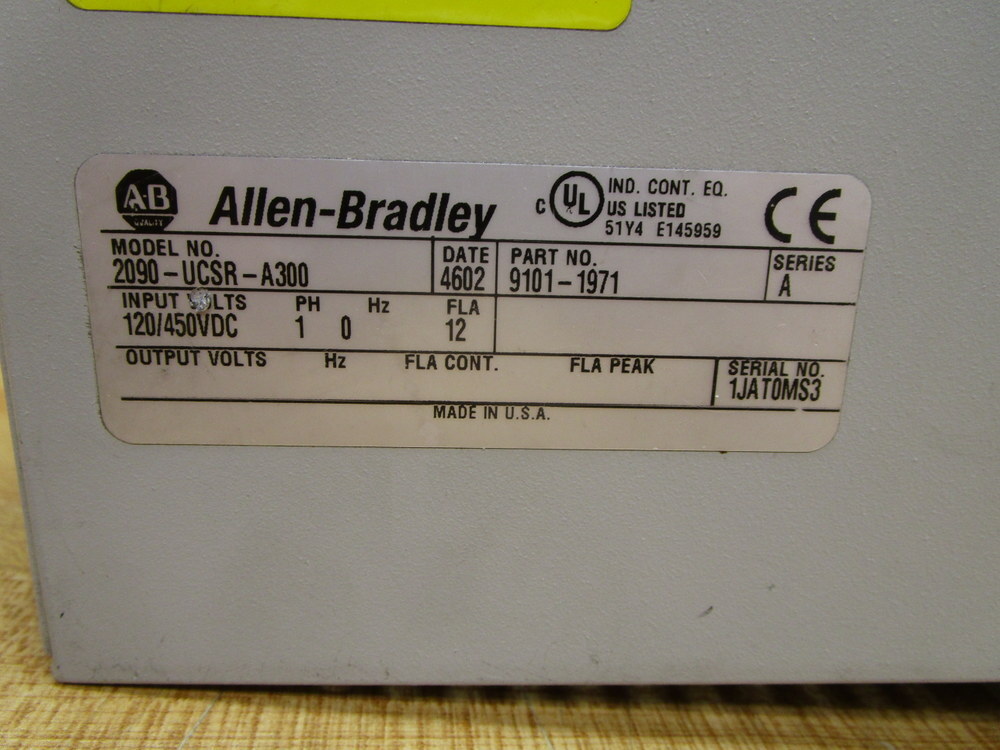 A-B
QUALITY
Allen-Bradley
C UL IND. CONT. EQ.
US LISTED
51Y4 E145959
CE
MODEL NO.
2090-UCSR-A300
DATE
4602
PART NO.
9101-1971
SERIES
A
INPUT VOLTS PH Hz FLA
120/450VDC 1 0 12
OUTPUT VOLTS Hz FLA CONT. FLA PEAK
SERIAL NO.
1JAT0MS3
MADE IN U.S.A.